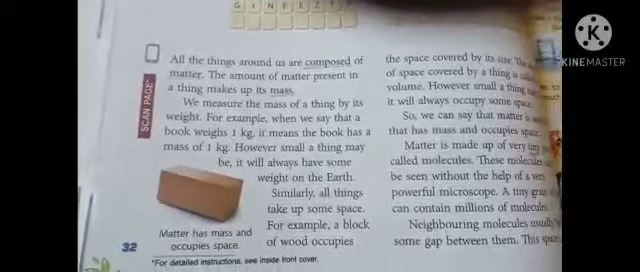 G I N E E Z T ?
All the things around us are composed of
matter. The amount of matter present in
a thing makes up its mass.
We measure the mass of a thing by its
weight. For example, when we say that a
book weighs 1 kg, it means the book has a
mass of 1 kg. However small a thing may
be, it will always have some
weight on the Earth.
Similarly, all things
take up some space.
For example, a block
of wood occupies
SCAN PAGE*
Matter has mass and
occupies space
32
*For detailed instructions, see inside front cover.
the space covered by its size. The
of space covered by a thing is
volume. However small a thing
it will always occupy some space.
So, we can say that matter is
that has mass and occupies space.
Matter is made up of very tiny
called molecules. These molecules
be seen without the help of a very
powerful microscope. A tiny grain
can contain millions of molecules.
Neighbouring molecules usually
some gap between them. This space
K
KINEMASTER